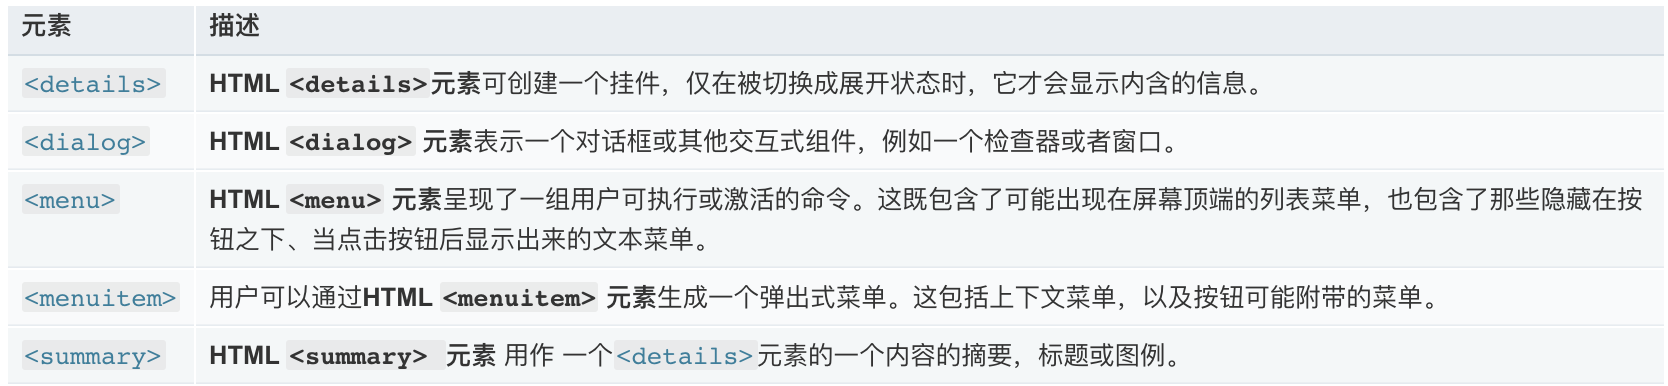 元素 描述
<details> HTML <details>元素可创建一个挂件，仅在被切换成展开状态时，它才会显示内含的信息。
<dialog> HTML <dialog> 元素表示一个对话框或其他交互式组件，例如一个检查器或者窗口。
<menu> HTML <menu> 元素呈现了一组用户可执行或激活的命令。这既包含了可能出现在屏幕顶端的列表菜单，也包含了那些隐藏在按
钮之下、当点击按钮后显示出来的文本菜单。
<menuitem> 用户可以通过HTML <menuitem> 元素生成一个弹出式菜单。这包括上下文菜单，以及按钮可能附带的菜单。
<summary> HTML <summary> 元素 用作 一个<details>元素的一个内容的摘要，标题或图例。